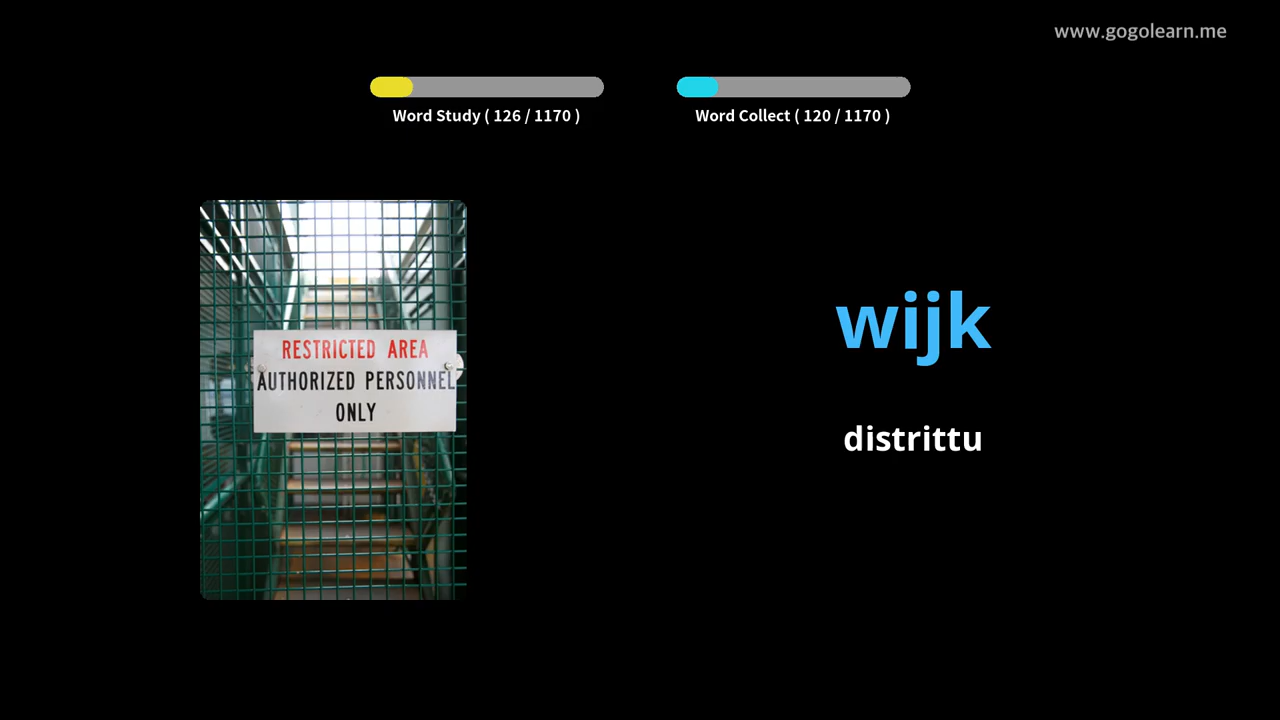 www.gogolearn.me
Word Study ( 126 / 1170 )
Word Collect ( 120 / 1170 )
RESTRICTED AREA
AUTHORIZED PERSONNEL
ONLY
wijk
distrittu